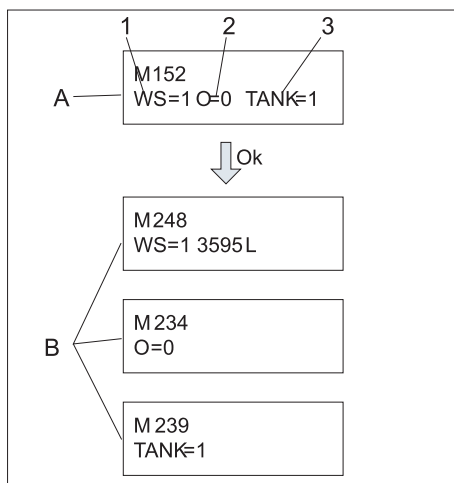 1 2 3
M152
A
WS=1 O=0 TANK=1
Ok
M248
WS=1 3595L
M234
O=0
B
M239
TANK=1